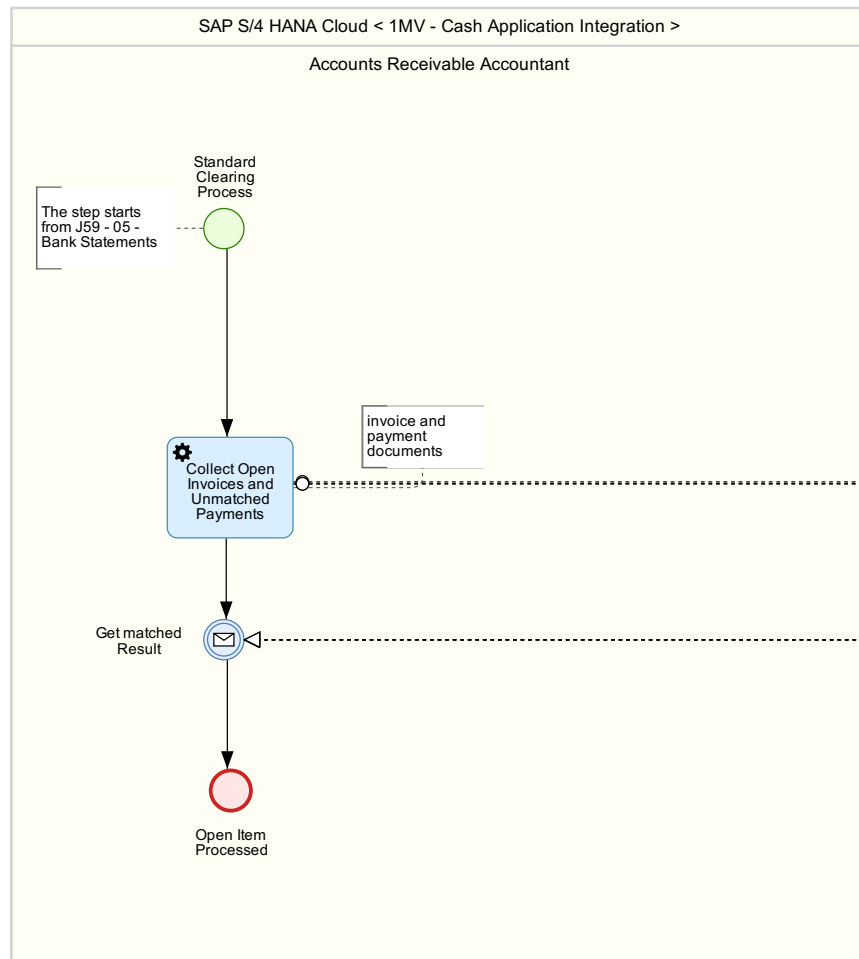 SAP S/4 HANA Cloud < 1MV - Cash Application Integration >
Accounts Receivable Accountant
Standard
Clearing
Process
The step starts
from J59 - 05 -
Bank Statements
invoice and
payment
documents
Collect Open
Invoices and
Unmatched
Payments
Get matched
Result
Open Item
Processed